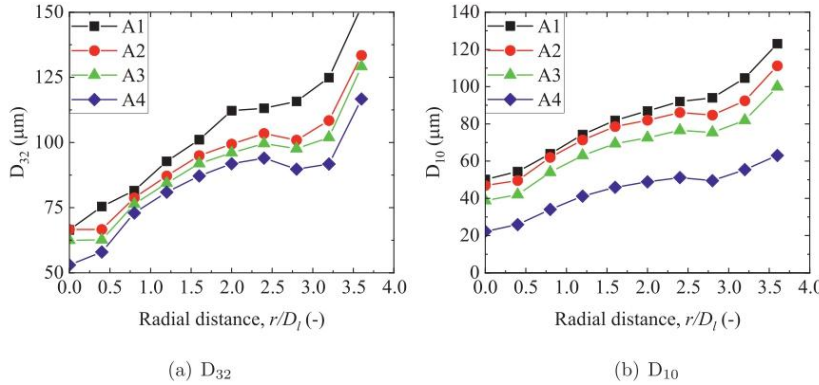 150
125
100
75
50
D32 (μm)
A1
A2
A3
A4
0.0 0.5 1.0 1.5 2.0 2.5 3.0 3.5 4.0
Radial distance, r/Dl (-)
(a) D32
140
120
100
80
60
40
20
0
D10 (μm)
A1
A2
A3
A4
0.0 0.5 1.0 1.5 2.0 2.5 3.0 3.5 4.0
Radial distance, r/Dl (-)
(b) D10